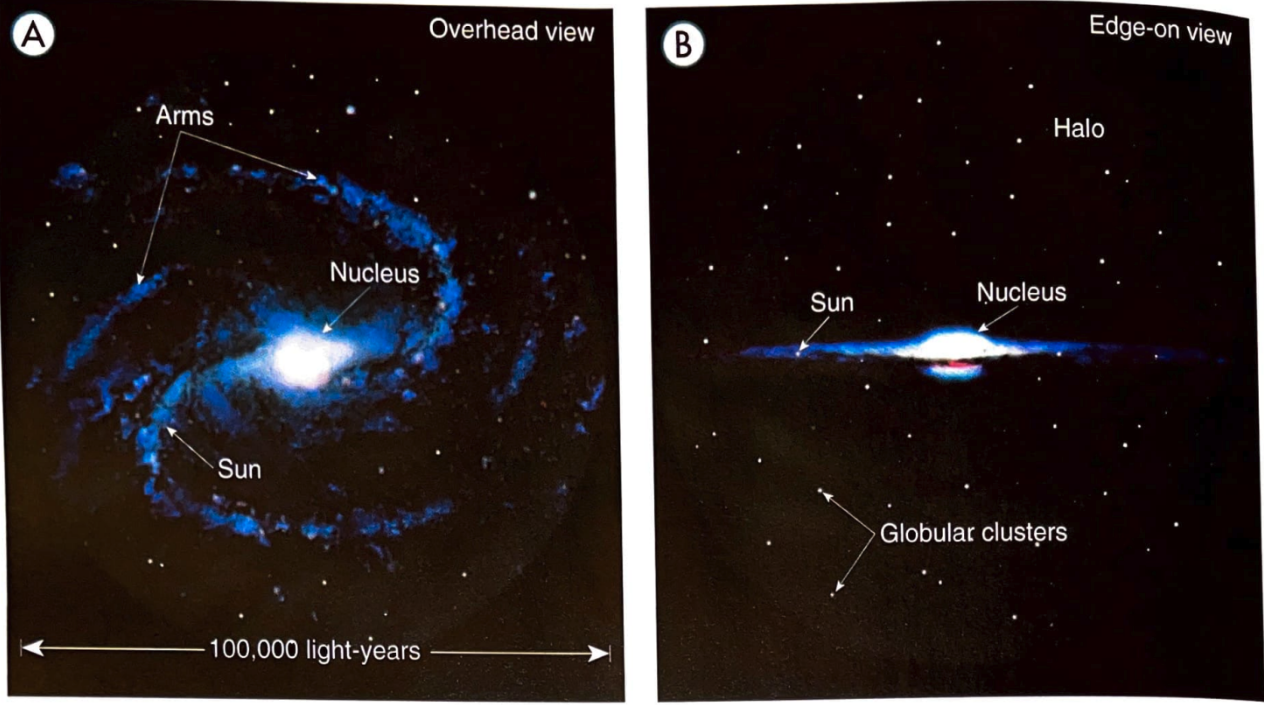 A
Overhead view
Arms
Nucleus
Sun
100,000 light-years
B
Edge-on view
Halo
Sun
Nucleus
Globular clusters